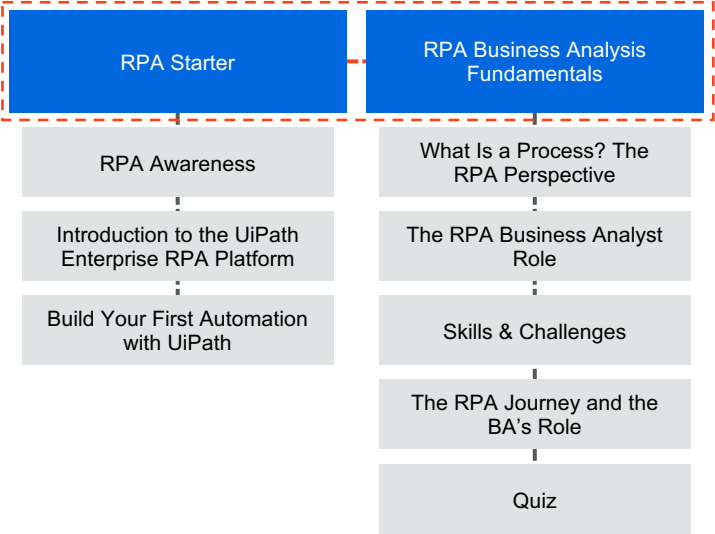 RPA Starter
RPA Business Analysis
Fundamentals
RPA Awareness
Introduction to the UiPath
Enterprise RPA Platform
Build Your First Automation
with UiPath
What Is a Process? The
RPA Perspective
The RPA Business Analyst
Role
Skills & Challenges
The RPA Journey and the
BA’s Role
Quiz